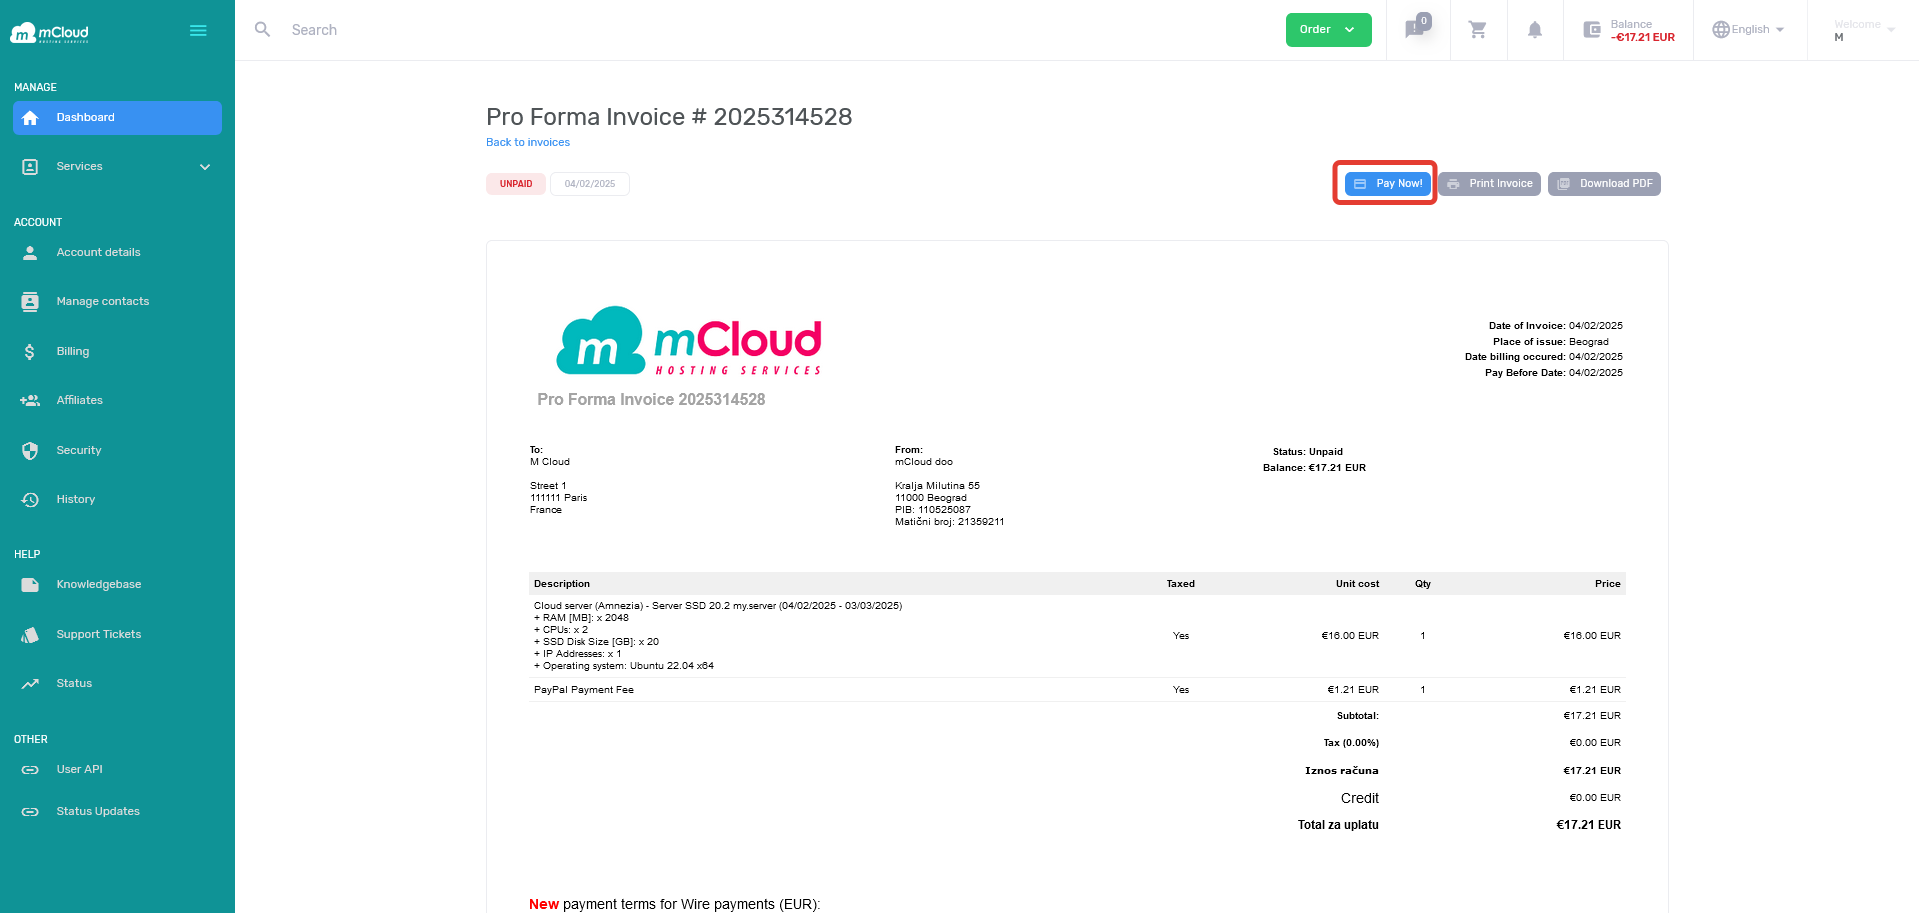 mCloud
HOSTING SERVICES
Search
Order
0
Balance
-€17.21 EUR
English
Welcome
M
MANAGE
Dashboard
Services
ACCOUNT
Account details
Manage contacts
Billing
Affiliates
Security
History
HELP
Knowledgebase
Support Tickets
Status
OTHER
User API
Status Updates
Pro Forma Invoice # 2025314528
Back to invoices
UNPAID
04/02/2025
Pay Now!
Print Invoice
Download PDF
m mCloud
HOSTING SERVICES
Pro Forma Invoice 2025314528
Date of Invoice: 04/02/2025
Place of issue: Beograd
Date billing occured: 04/02/2025
Pay Before Date: 04/02/2025
To:
M Cloud
Street 1
111111 Paris
France
From:
mCloud doo
Kralja Milutina 55
11000 Beograd
PIB: 110525087
Matični broj: 21359211
Status: Unpaid
Balance: €17.21 EUR
Description Taxed Unit cost Qty Price
Cloud server (Amnezia) - Server SSD 20.2 my.server (04/02/2025 - 03/03/2025)
+ RAM [MB]: x 2048
+ CPUs: x 2
+ SSD Disk Size [GB]: x 20
+ IP Addresses: x 1
+ Operating system: Ubuntu 22.04 x64
Yes €16.00 EUR 1 €16.00 EUR
PayPal Payment Fee Yes €1.21 EUR 1 €1.21 EUR
Subtotal: €17.21 EUR
Tax (0.00%) €0.00 EUR
Iznos računa €17.21 EUR
Credit €0.00 EUR
Total za uplatu €17.21 EUR
New payment terms for Wire payments (EUR):